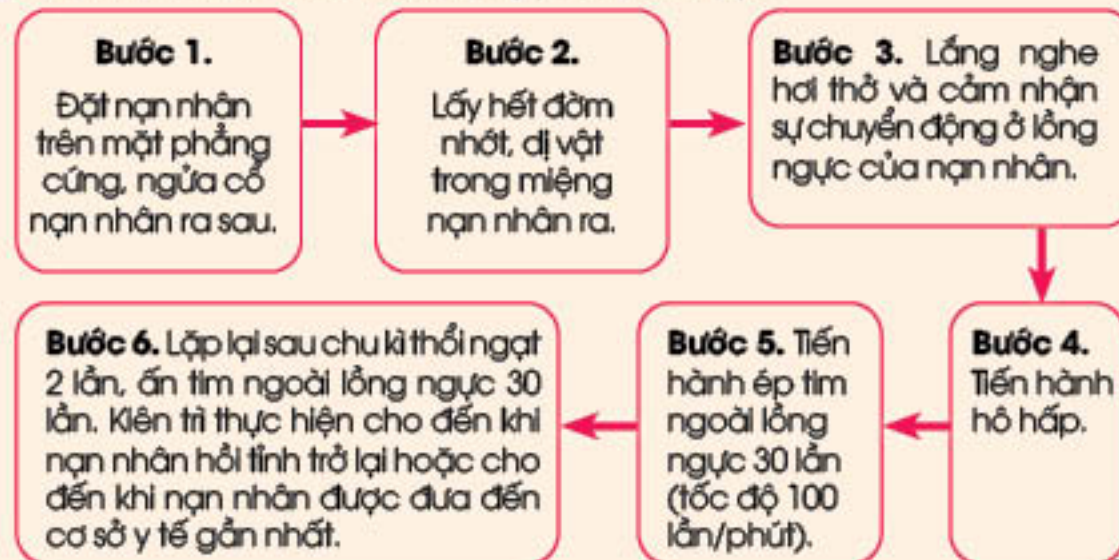 Bước 1.
Đặt nạn nhân
trên mặt phẳng
cứng, ngửa cổ
nạn nhân ra sau.
Bước 2.
Lấy hết đờm
nhớt, dị vật
trong miệng
nạn nhân ra.
Bước 3. Lắng nghe
hơi thở và cảm nhận
sự chuyển động ở lồng
ngực của nạn nhân.
Bước 4.
Tiến hành
hô hấp.
Bước 5. Tiến
hành ép tim
ngoài lồng
ngực 30 lần
(tốc độ 100
lần/phút).
Bước 6. Lặp lại sau chu kì thổi ngạt
2 lần, ấn tim ngoài lồng ngực 30
lần. Kiên trì thực hiện cho đến khi
nạn nhân hồi tỉnh trở lại hoặc cho
đến khi nạn nhân được đưa đến
cơ sở y tế gần nhất.